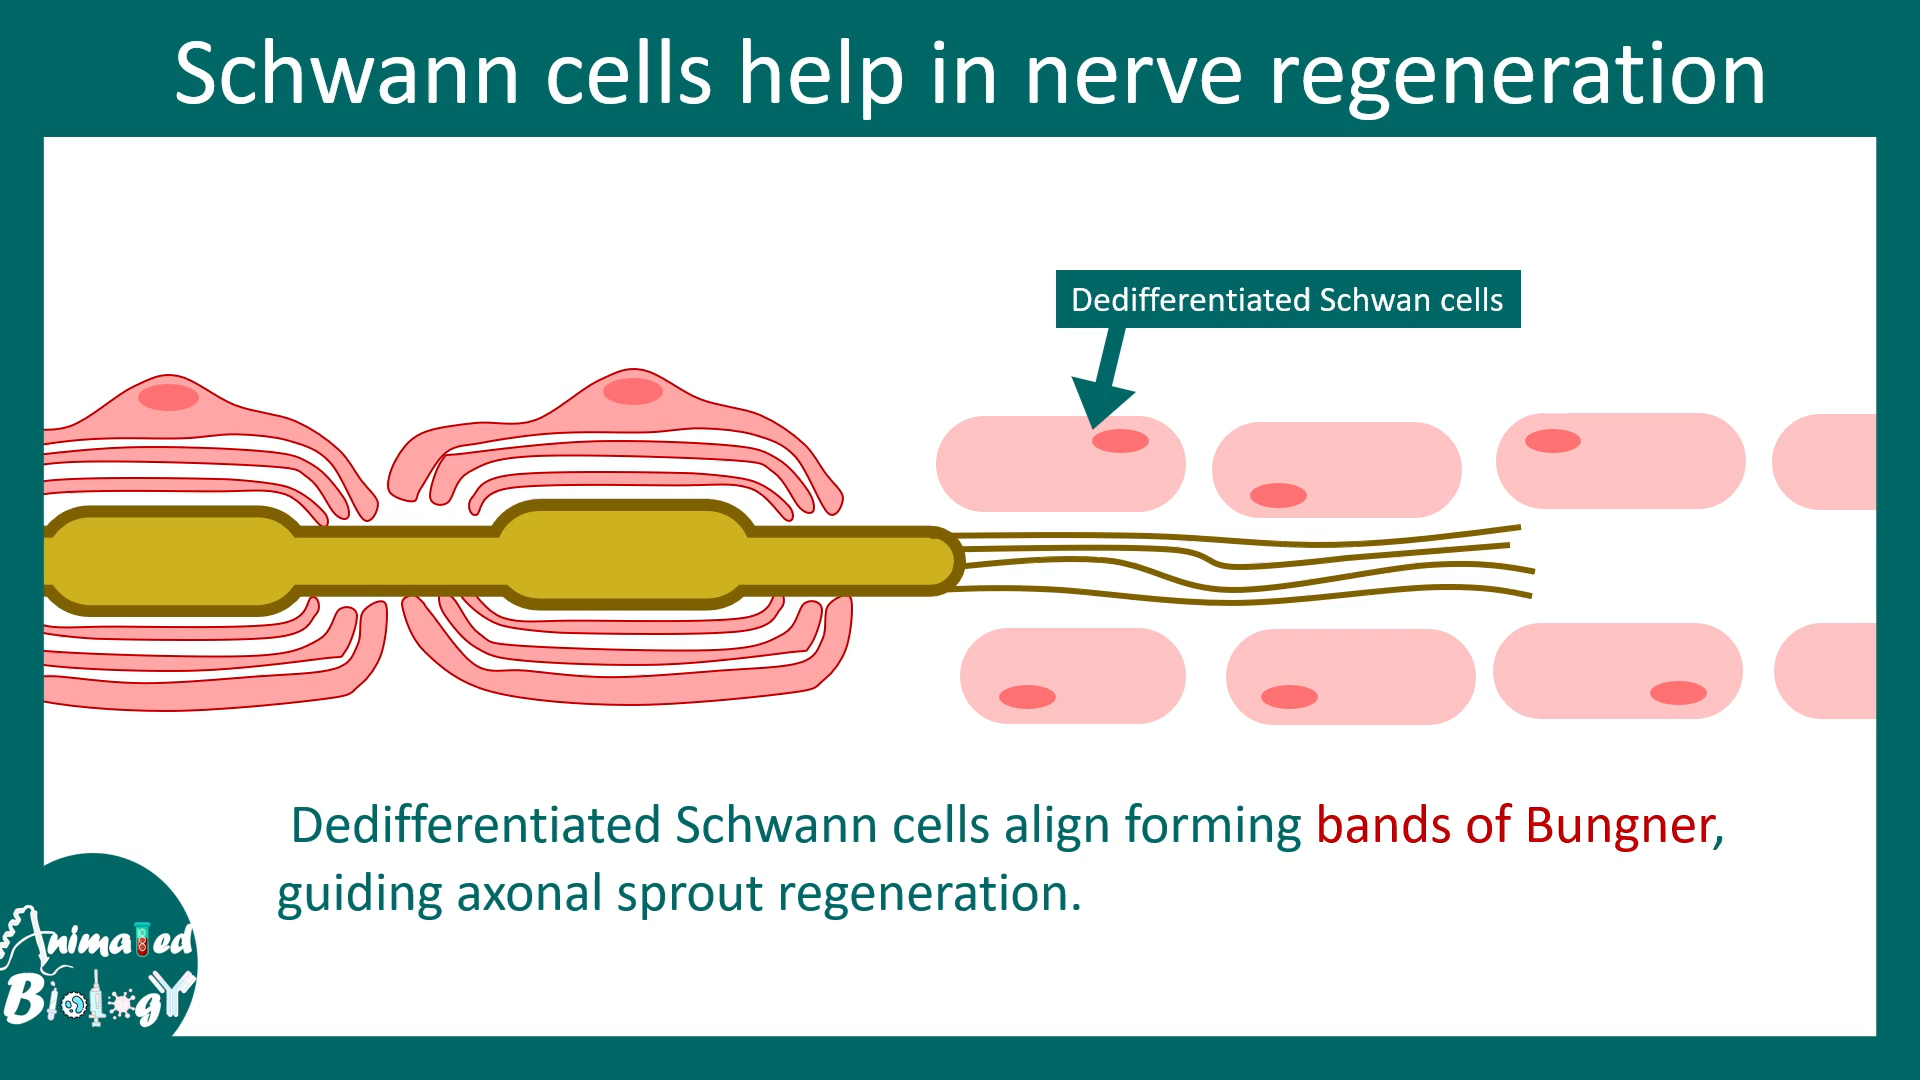 Schwann cells help in nerve regeneration
Dedifferentiated Schwan cells
Dedifferentiated Schwann cells align forming bands of Bungner,
guiding axonal sprout regeneration.
Animated
Biology